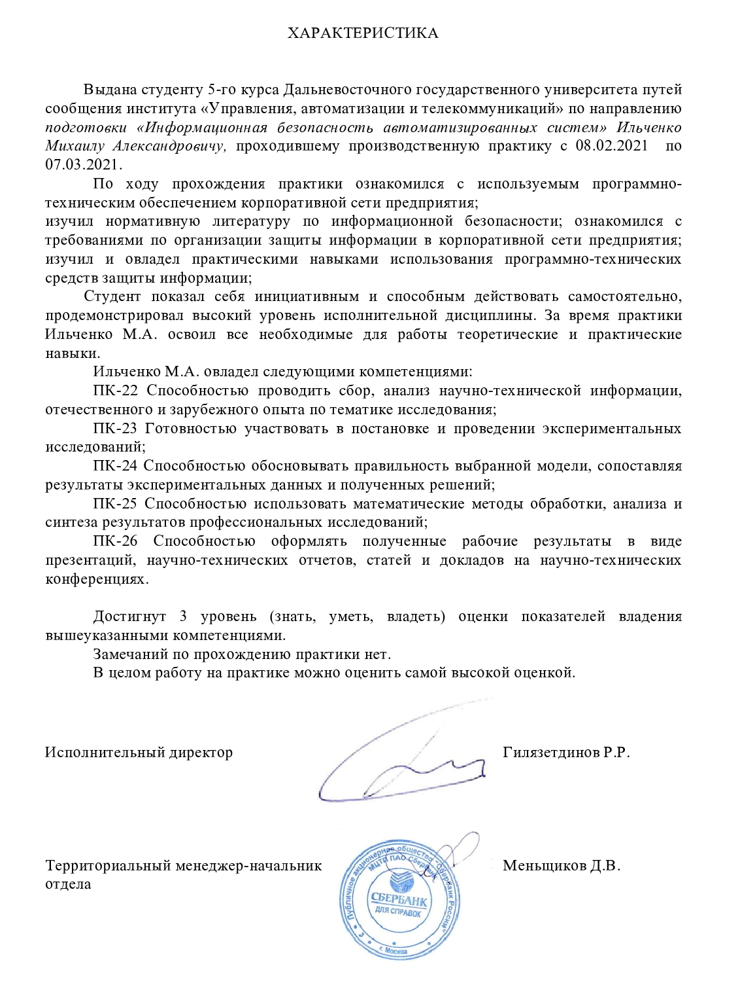 ХАРАКТЕРИСТИКА
Выдана студенту 5-го курса Дальневосточного государственного университета путей
сообщения института «Управления, автоматизации и телекоммуникаций» по направлению
подготовки «Информационная безопасность автоматизированных систем» Ильченко
Михаилу Александровичу, проходившему производственную практику с 08.02.2021 по
07.03.2021.
По ходу прохождения практики ознакомился с используемым программно-
техническим обеспечением корпоративной сети предприятия;
изучил нормативную литературу по информационной безопасности; ознакомился с
требованиями по организации защиты информации в корпоративной сети предприятия;
изучил и овладел практическими навыками использования программно-технических
средств защиты информации;
Студент показал себя инициативным и способным действовать самостоятельно,
продемонстрировал высокий уровень исполнительной дисциплины. За время практики
Ильченко М.А. освоил все необходимые для работы теоретические и практические
навыки.
Ильченко М.А. овладел следующими компетенциями:
ПК-22 Способностью проводить сбор, анализ научно-технической информации,
отечественного и зарубежного опыта по тематике исследования;
ПК-23 Готовностью участвовать в постановке и проведении экспериментальных
исследований;
ПК-24 Способностью обосновывать правильность выбранной модели, сопоставляя
результаты экспериментальных данных и полученных решений;
ПК-25 Способностью использовать математические методы обработки, анализа и
синтеза результатов профессиональных исследований;
ПК-26 Способностью оформлять полученные рабочие результаты в виде
презентаций, научно-технических отчетов, статей и докладов на научно-технических
конференциях.
Достигнут 3 уровень (знать, уметь, владеть) оценки показателей владения
вышеуказанными компетенциями.
Замечаний по прохождению практики нет.
В целом работу на практике можно оценить самой высокой оценкой.
Исполнительный директор
Гилязетдинов Р.Р.
Территориальный менеджер-начальник
отдела
Меньщиков Д.В.
Публичное акционерное общество "Сбербанк России"
МЦТП ПАО Сбербанк
СБЕРБАНК
ДЛЯ СПРАВОК
3
г. Москва